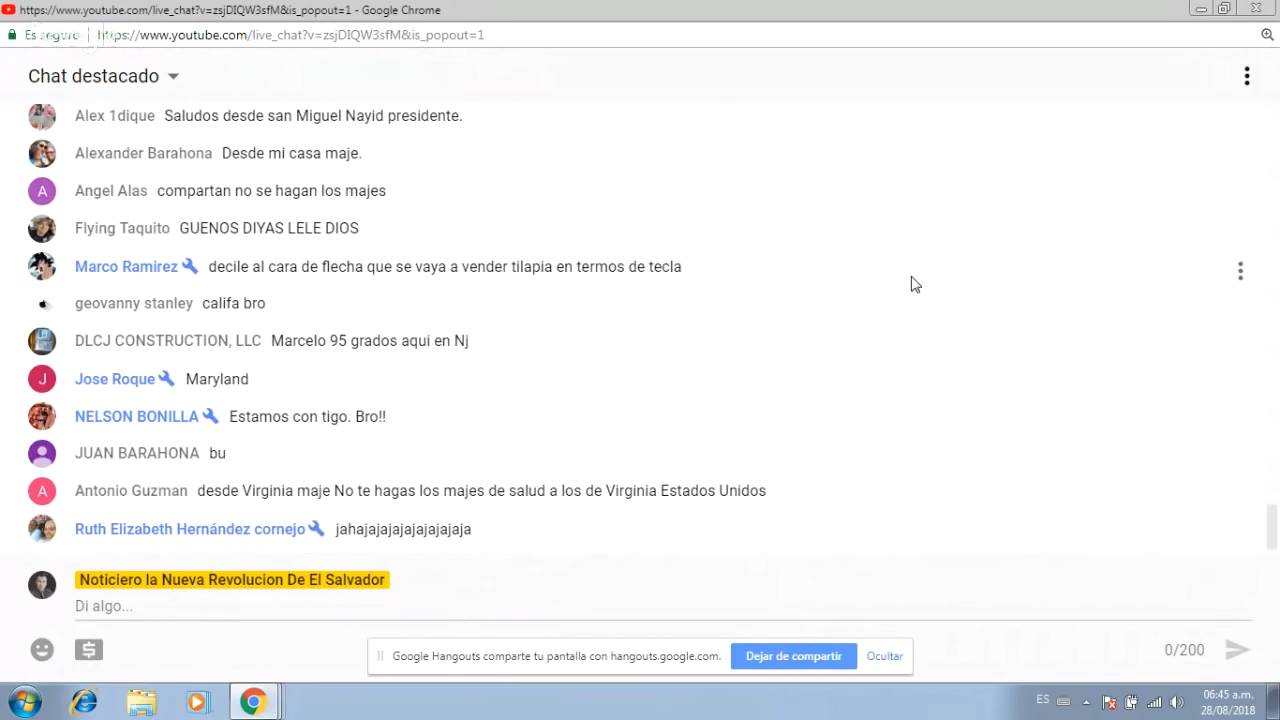 https://www.youtube.com/live_chat?v=zsjDIQW3sfM&is_popout=1 - Google Chrome
Es seguro | https://www.youtube.com/live_chat?v=zsjDIQW3sfM&is_popout=1
Chat destacado
Alex 1dique Saludos desde san Miguel Nayid presidente.
Alexander Barahona Desde mi casa maje.
A Angel Alas compartan no se hagan los majes
Flying Taquito GUENOS DIYAS LELE DIOS
Marco Ramirez decile al cara de flecha que se vaya a vender tilapia en termos de tecla
geovanny stanley califa bro
DLCJ CONSTRUCTION, LLC Marcelo 95 grados aqui en Nj
J Jose Roque Maryland
NELSON BONILLA Estamos con tigo. Bro!!
JUAN BARAHONA bu
A Antonio Guzman desde Virginia maje No te hagas los majes de salud a los de Virginia Estados Unidos
Ruth Elizabeth Hernández cornejo jahajajajajajajajaja
Noticiero la Nueva Revolucion De El Salvador
Di algo...
Google Hangouts comparte tu pantalla con hangouts.google.com. Dejar de compartir Ocultar
0/200
ES 06:45 a.m.
28/08/2018